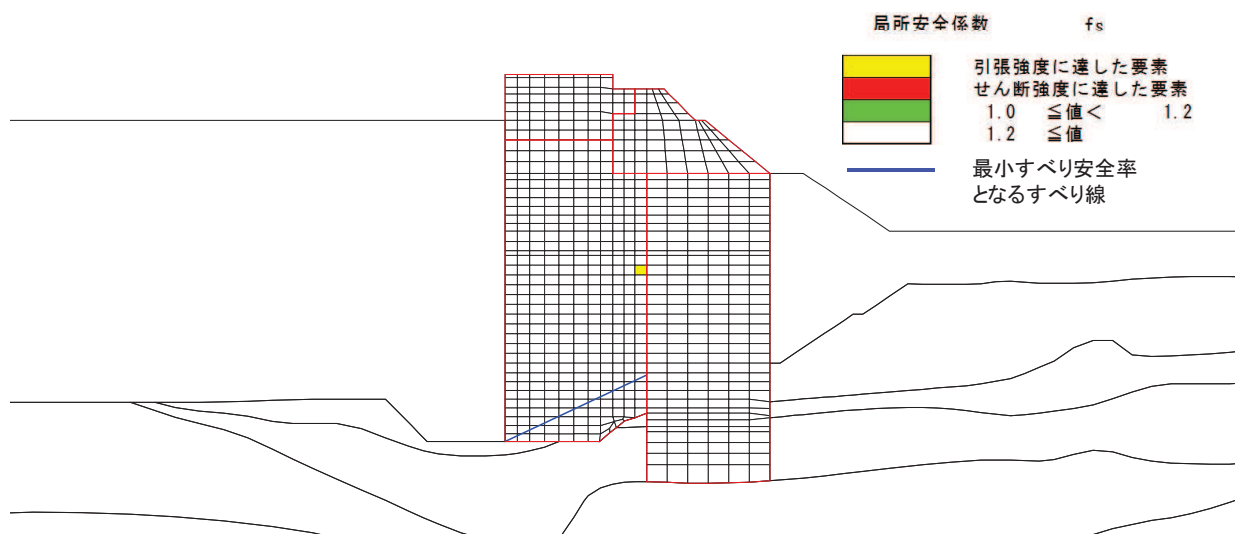 局所安全係数 fs
引張強度に達した要素
せん断強度に達した要素
1.0 ≦値＜ 1.2
1.2 ≦値
最小すべり安全率
となるすべり線